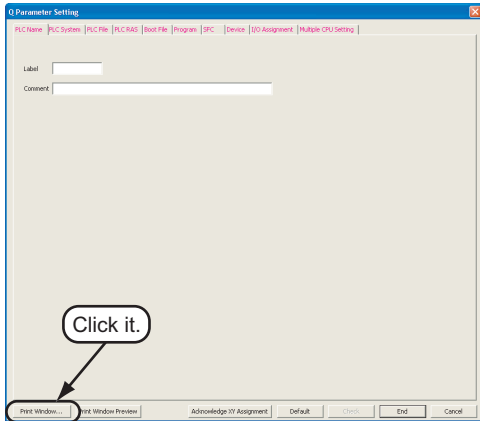 Q Parameter Setting
PLC Name PLC System PLC File PLC RAS Boot File Program SFC Device I/O Assignment Multiple CPU Setting
Label
Comment
Click it.
Print Window... Print Window Preview Acknowledge XY Assignment Default Check End Cancel